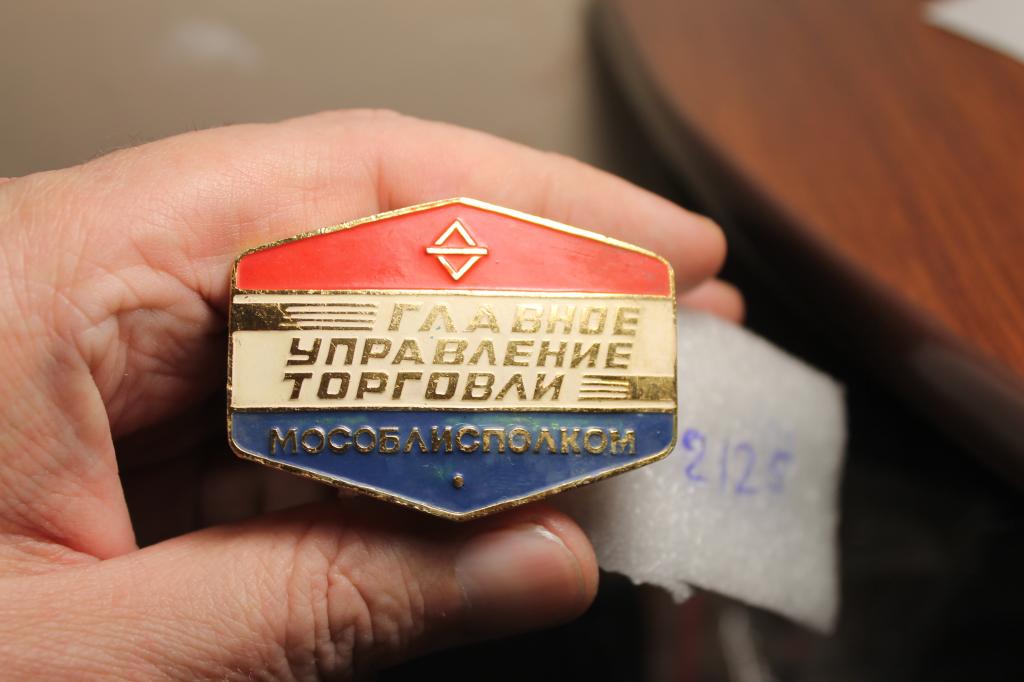 ГЛАВНОЕ
УПРАВЛЕНИЕ
ТОРГОВЛИ
МОСОБЛИСПОЛКОМ
2125